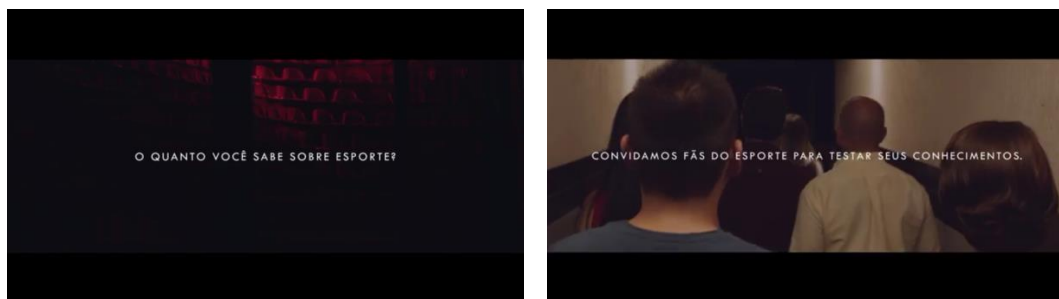 O QUANTO VOCÊ SABE SOBRE ESPORTE?
CONVIDAMOS FÃS DO ESPORTE PARA TESTAR SEUS CONHECIMENTOS.